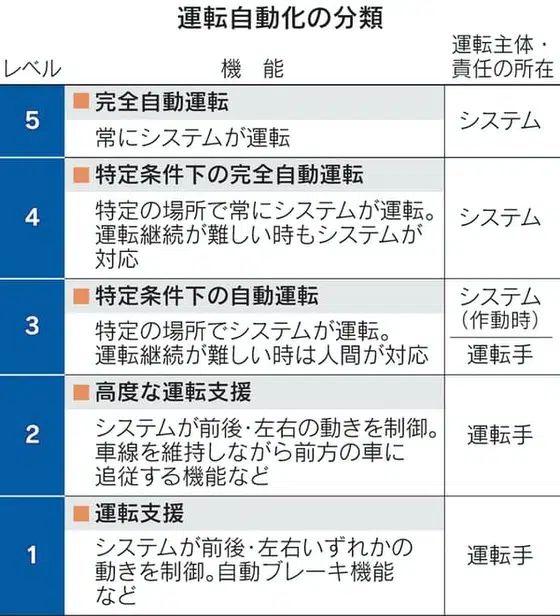 運転自動化の分類
レベル
機 能
運転主体・
責任の所在
5
■ 完全自動運転
常にシステムが運転
システム
4
■ 特定条件下の完全自動運転
特定の場所で常にシステムが運転。
運転継続が難しい時もシステムが
対応
システム
3
■ 特定条件下の自動運転
特定の場所でシステムが運転。
運転継続が難しい時は人間が対応
システム
(作動時)
運転手
2
■ 高度な運転支援
システムが前後・左右の動きを制御。
車線を維持しながら前方の車に
追従する機能など
運転手
1
■ 運転支援
システムが前後・左右いずれかの
動きを制御。自動ブレーキ機能
など
運転手